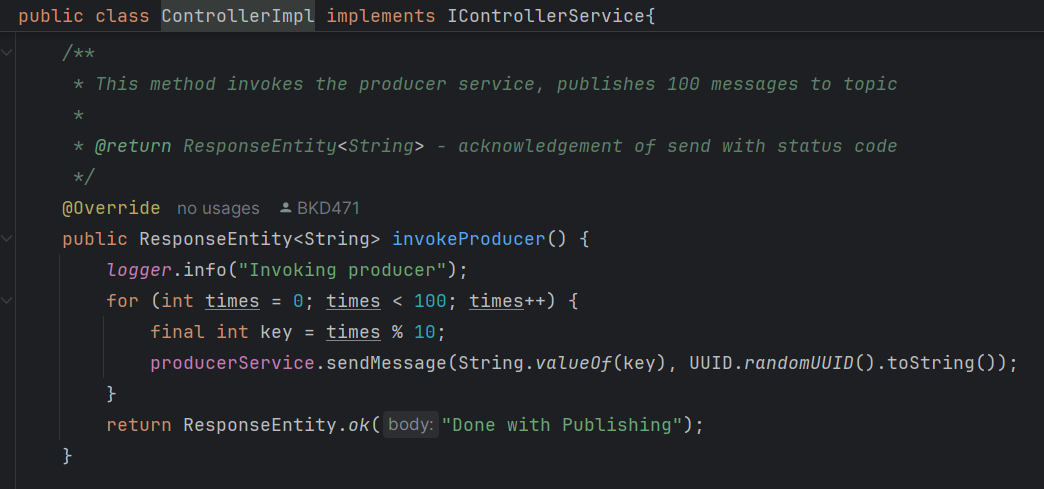 public class ControllerImpl implements IControllerService{
/**
* This method invokes the producer service, publishes 100 messages to topic
*
* @return ResponseEntity<String> - acknowledgement of send with status code
*/
@Override no usages BKD471
public ResponseEntity<String> invokeProducer() {
logger.info("Invoking producer");
for (int times = 0; times < 100; times++) {
final int key = times % 10;
producerService.sendMessage(String.valueOf(key), UUID.randomUUID().toString());
}
return ResponseEntity.ok( body: "Done with Publishing");
}